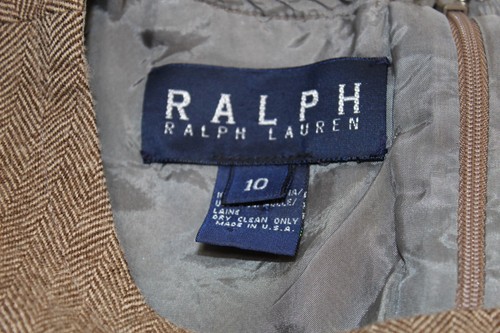 RALPH
RALPH LAUREN
10
LAINE
DRY CLEAN ONLY
MADE IN U.S.A.